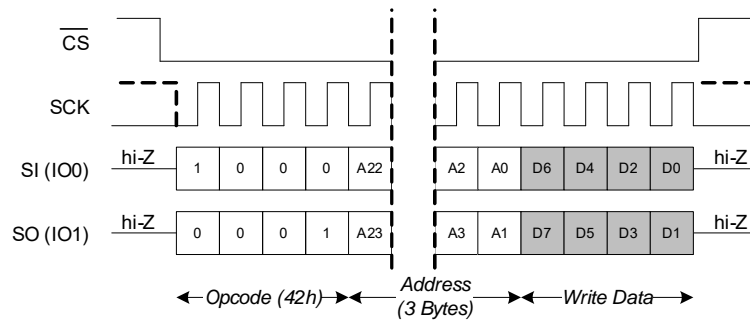 CS
SCK
SI (IO0) hi-Z 1 0 0 0 A22 A2 A0 D6 D4 D2 D0 hi-Z
SO (IO1) hi-Z 0 0 0 1 A23 A3 A1 D7 D5 D3 D1 hi-Z
Opcode (42h) Address Write Data
(3 Bytes)